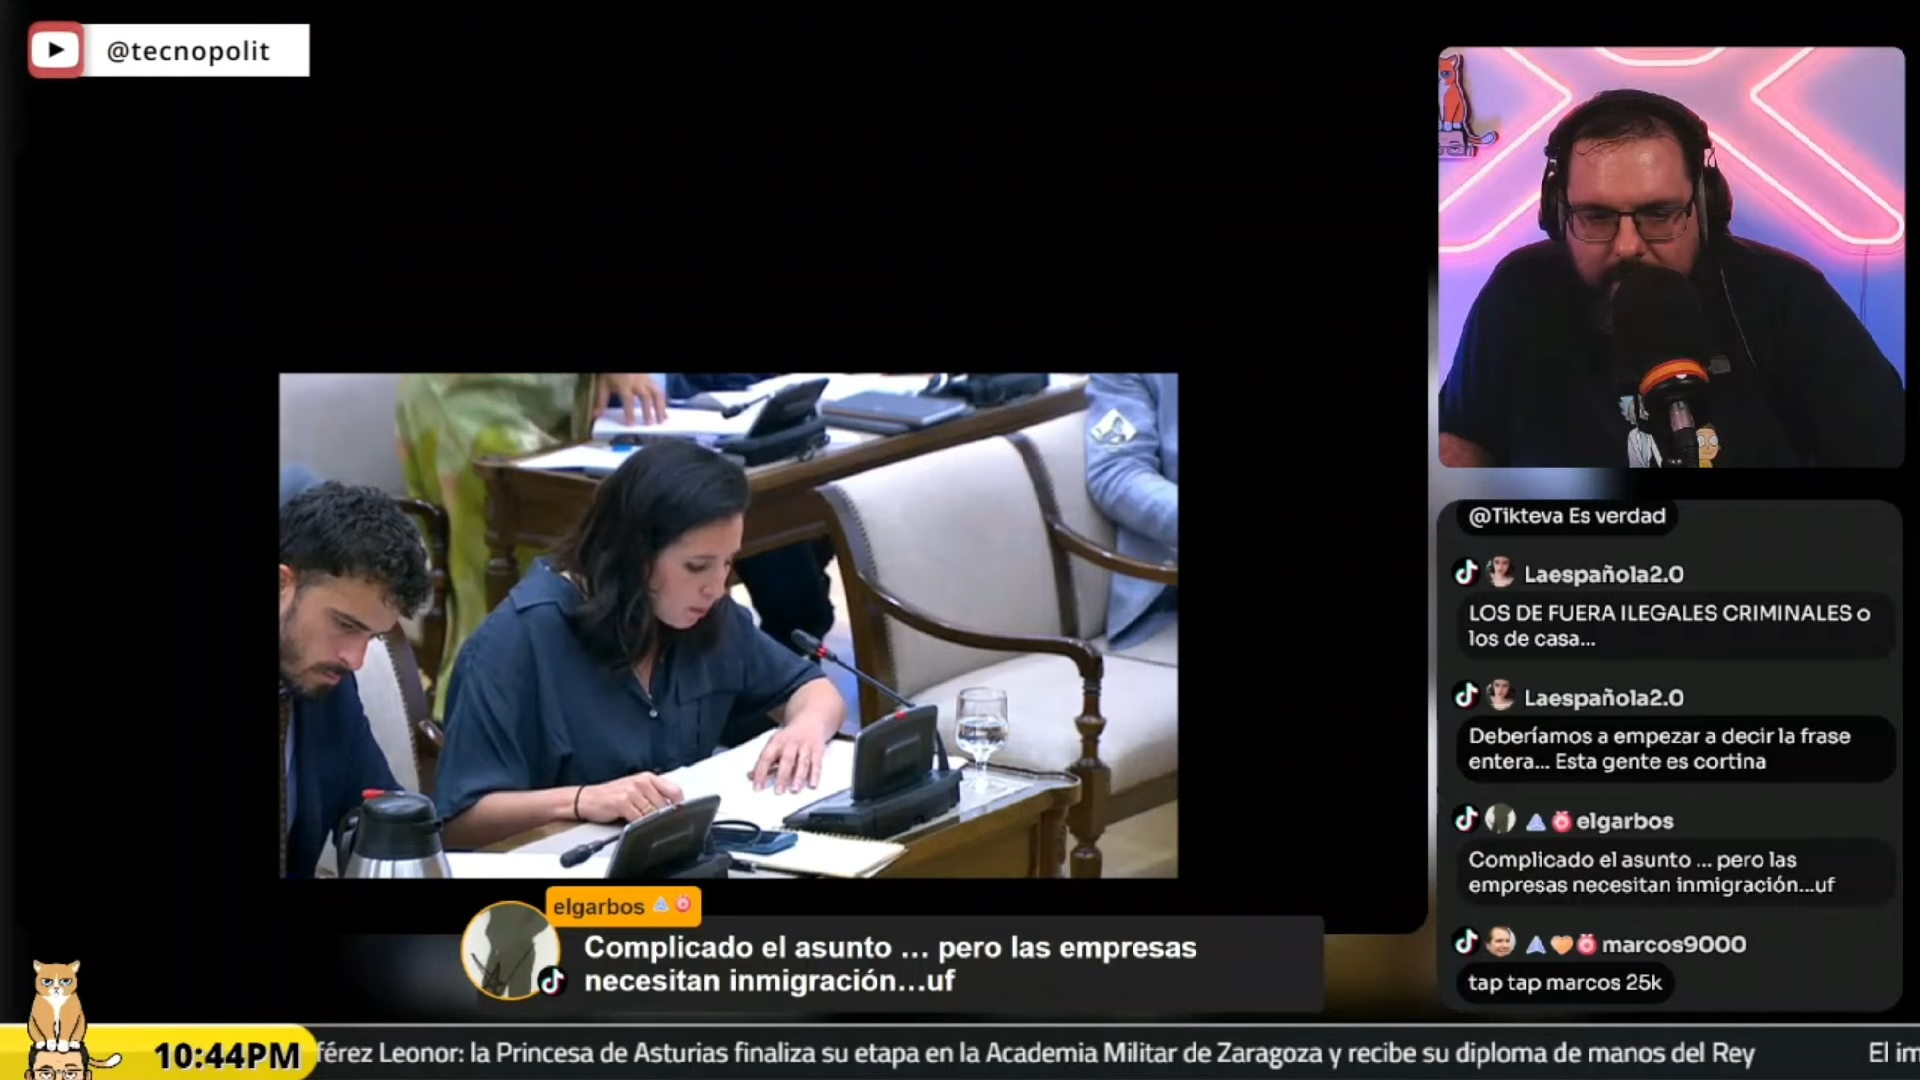 @tecnopolit
@Tikteva Es verdad
Laespañola2.0
LOS DE FUERA ILEGALES CRIMINALES o
los de casa...
Laespañola2.0
Deberíamos a empezar a decir la frase
entera... Esta gente es cortina
elgarbos
Complicado el asunto ... pero las
empresas necesitan inmigración...uf
marcos9000
tap tap marcos 25k
elgarbos
Complicado el asunto ... pero las empresas
necesitan inmigración...uf
10:44PM
férez Leonor: la Princesa de Asturias finaliza su etapa en la Academia Militar de Zaragoza y recibe su diploma de manos del Rey
El im